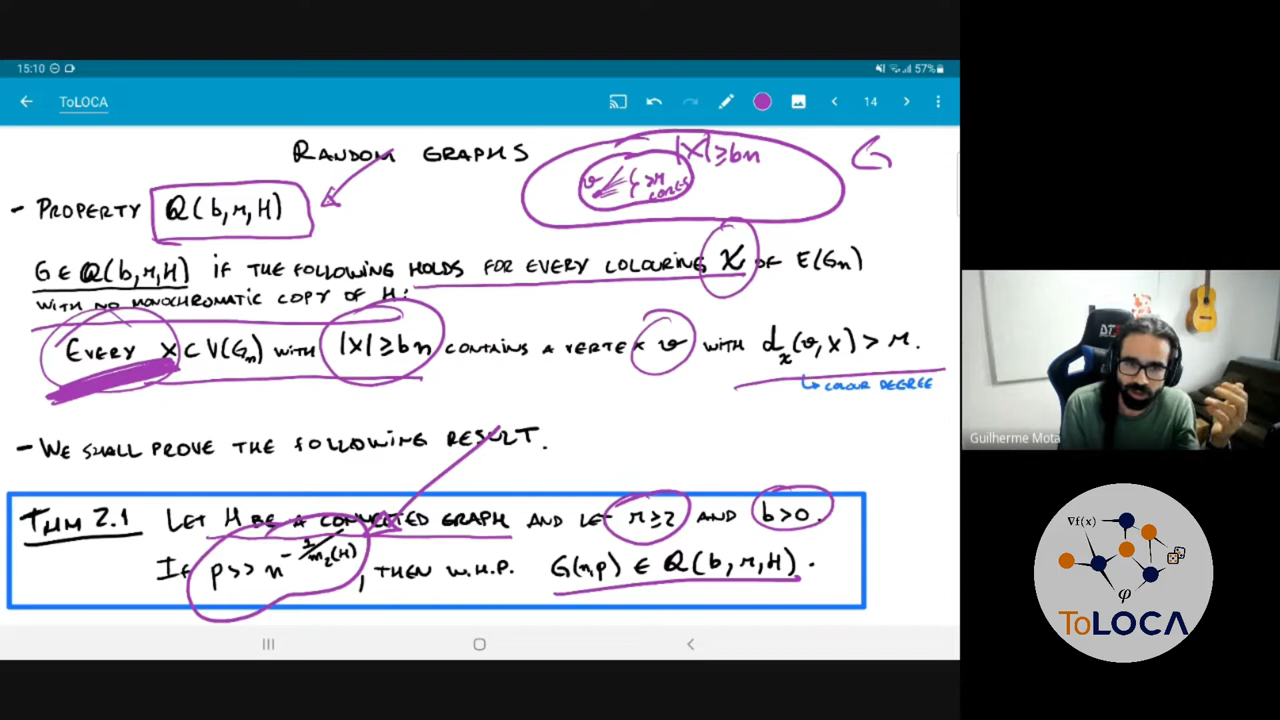 15:10
57%
ToLOCA
14
RANDOM GRAPHS
|X| ≥ bn
G
v
> r
COLORS
- PROPERTY Q(b, r, H)
G ∈ Q(b, r, H) IF THE FOLLOWING HOLDS FOR EVERY COLOURING χ OF E(Gn)
WITH NO MONOCHROMATIC COPY OF H:
EVERY X ⊂ V(Gn) WITH |X| ≥ bn CONTAINS A VERTEX v WITH dχ(v, X) > r.
↳ COLOUR DEGREE
- WE SHALL PROVE THE FOLLOWING RESULT.
THM 2.1 LET H BE A CONNECTED GRAPH AND LET r ≥ 2 AND b > 0.
IF p >> n^{-1/m₂(H)}, THEN W.H.P. G(n,p) ∈ Q(b, r, H).
Guilherme Mota
∇f(x)
φ
ToLOCA